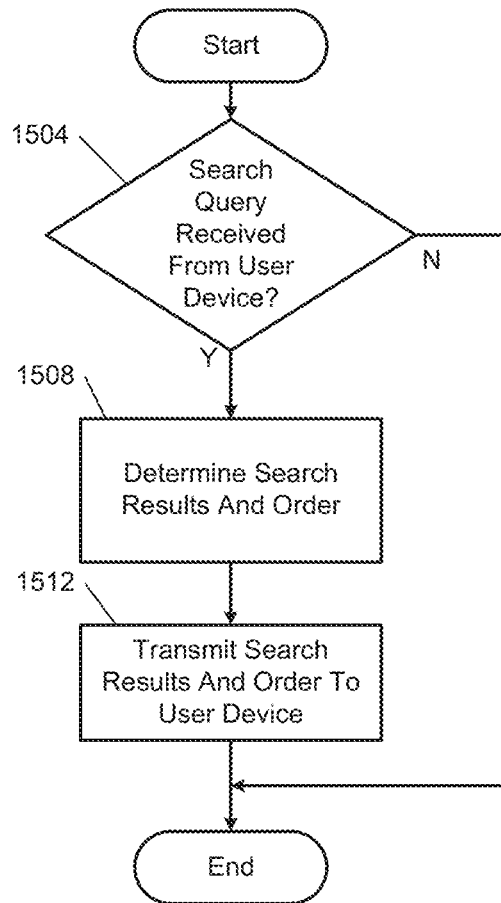 Start
1504
Search
Query
Received
From User
Device?
N
Y
1508
Determine Search
Results And Order
1512
Transmit Search
Results And Order To
User Device
End